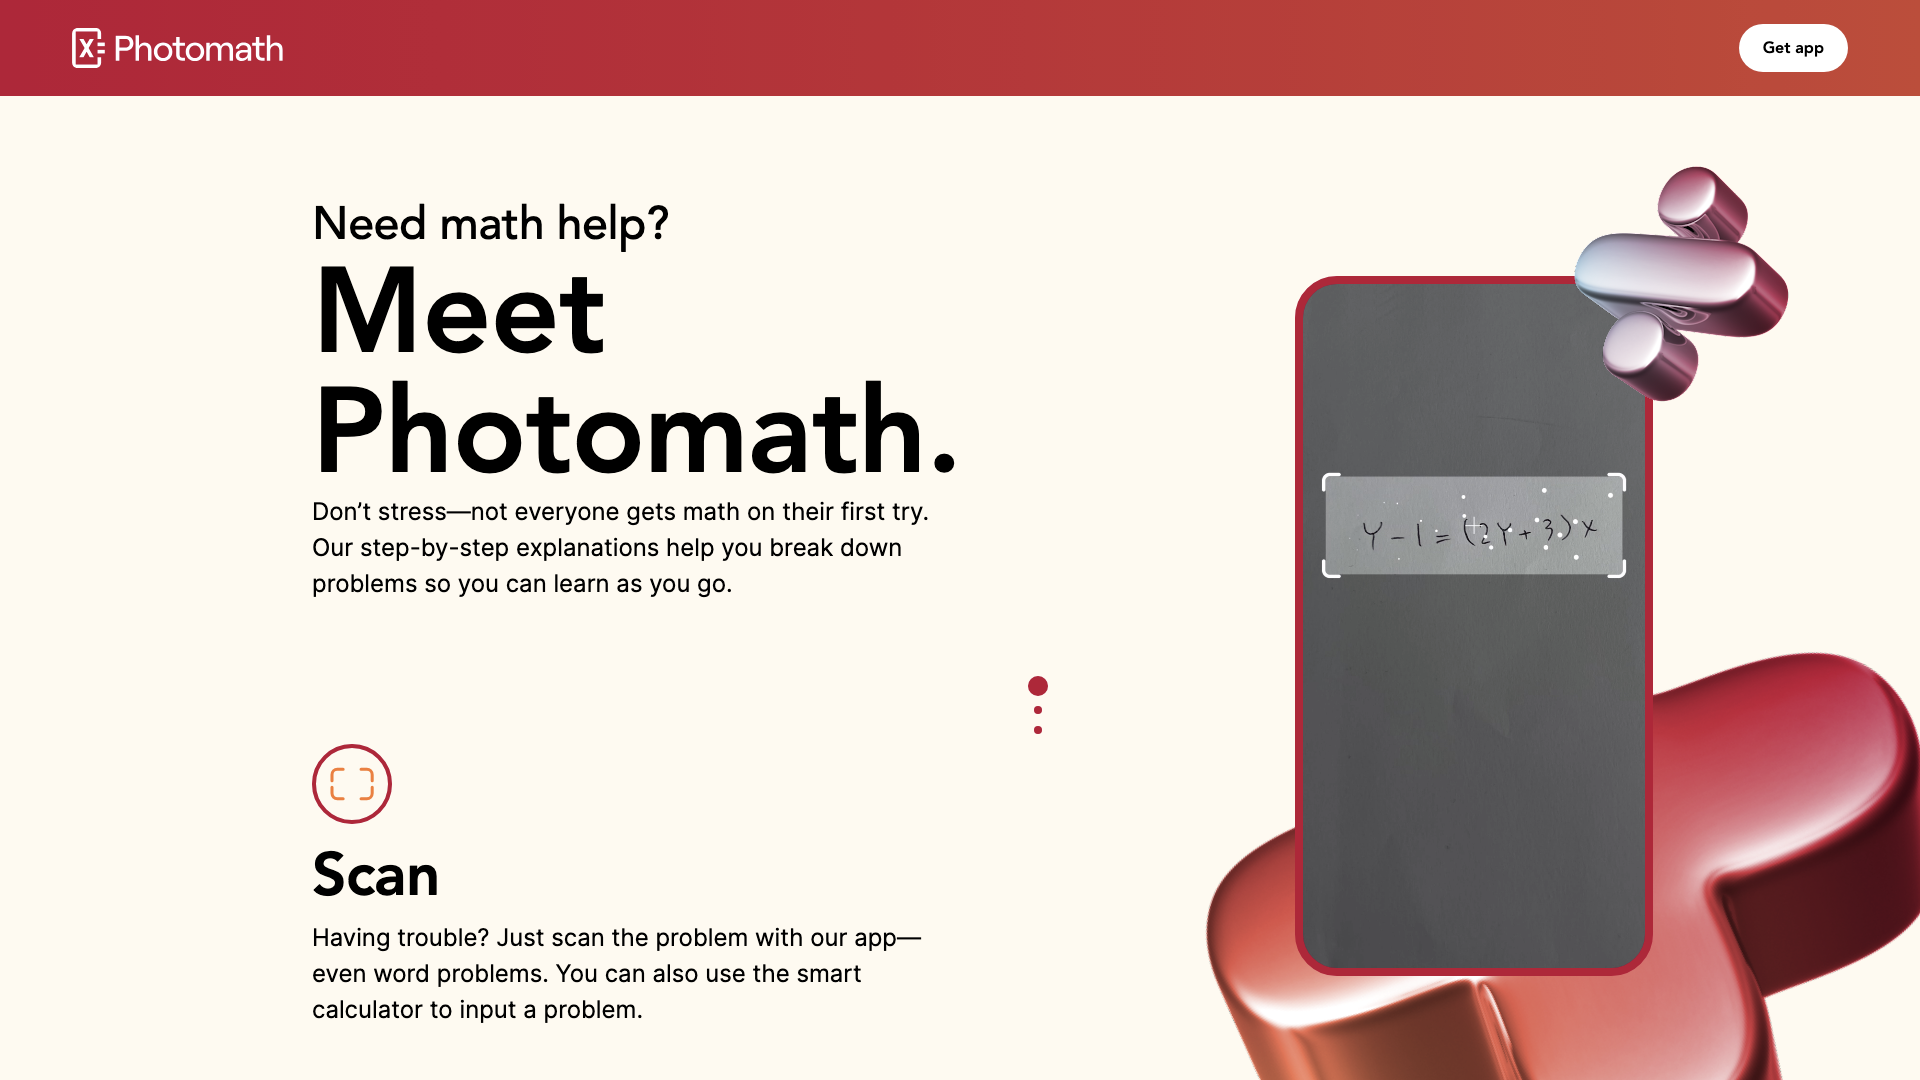 Photomath
Get app
Need math help?
Meet
Photomath.
Don’t stress—not everyone gets math on their first try.
Our step-by-step explanations help you break down
problems so you can learn as you go.
Y - 1 = (2Y + 3) x
Scan
Having trouble? Just scan the problem with our app—
even word problems. You can also use the smart
calculator to input a problem.